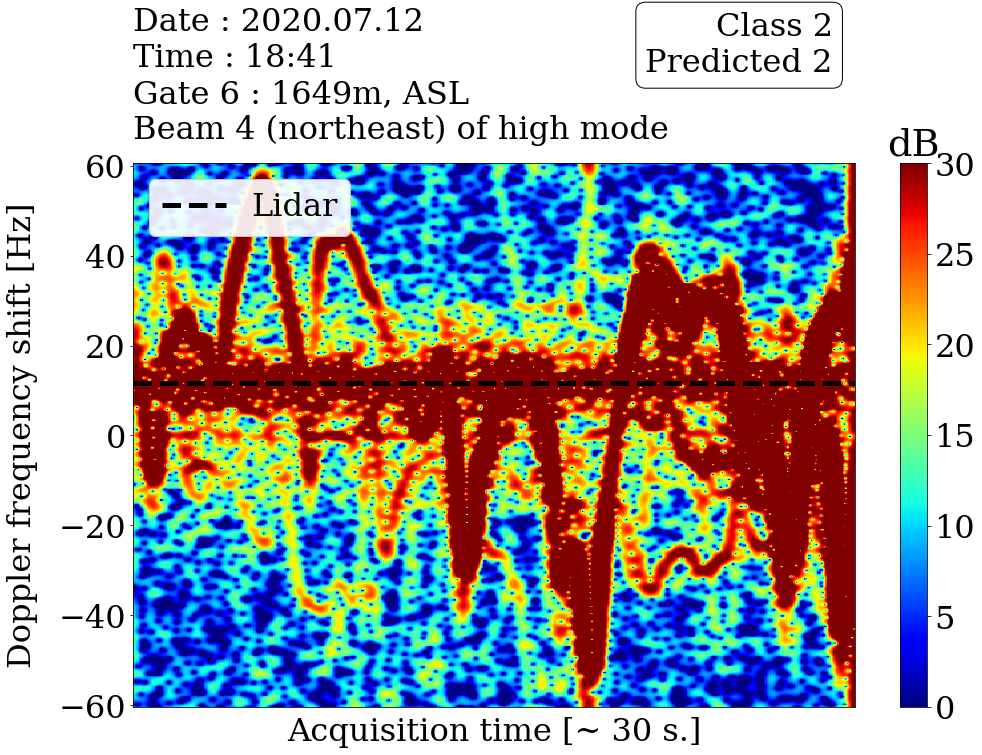 Date : 2020.07.12
Time : 18:41
Gate 6 : 1649m, ASL
Beam 4 (northeast) of high mode
Class 2
Predicted 2
dB
Lidar
60
40
20
0
−20
−40
−60
Doppler frequency shift [Hz]
Acquisition time [~ 30 s.]
30
25
20
15
10
5
0